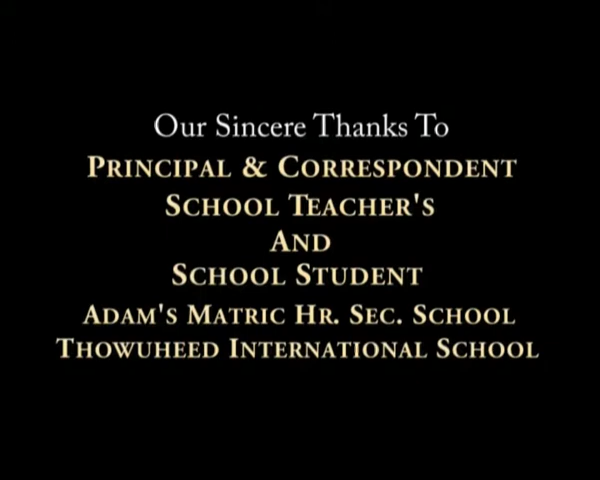 Our Sincere Thanks To
PRINCIPAL & CORRESPONDENT
SCHOOL TEACHER'S
AND
SCHOOL STUDENT
ADAM'S MATRIC HR. SEC. SCHOOL
THOWUHEED INTERNATIONAL SCHOOL